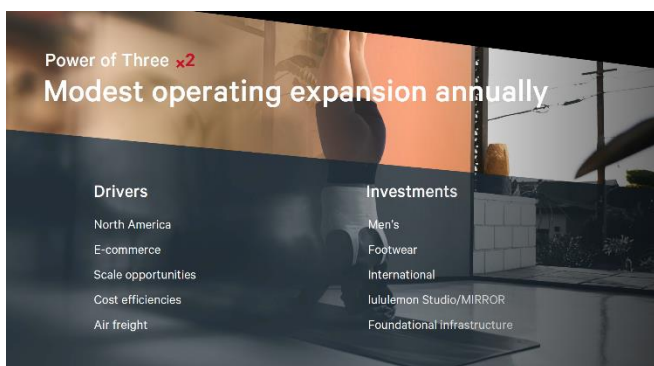 Power of Three ×2
Modest operating expansion annually
Drivers
North America
E-commerce
Scale opportunities
Cost efficiencies
Air freight
Investments
Men's
Footwear
International
lululemon Studio/MIRROR
Foundational infrastructure